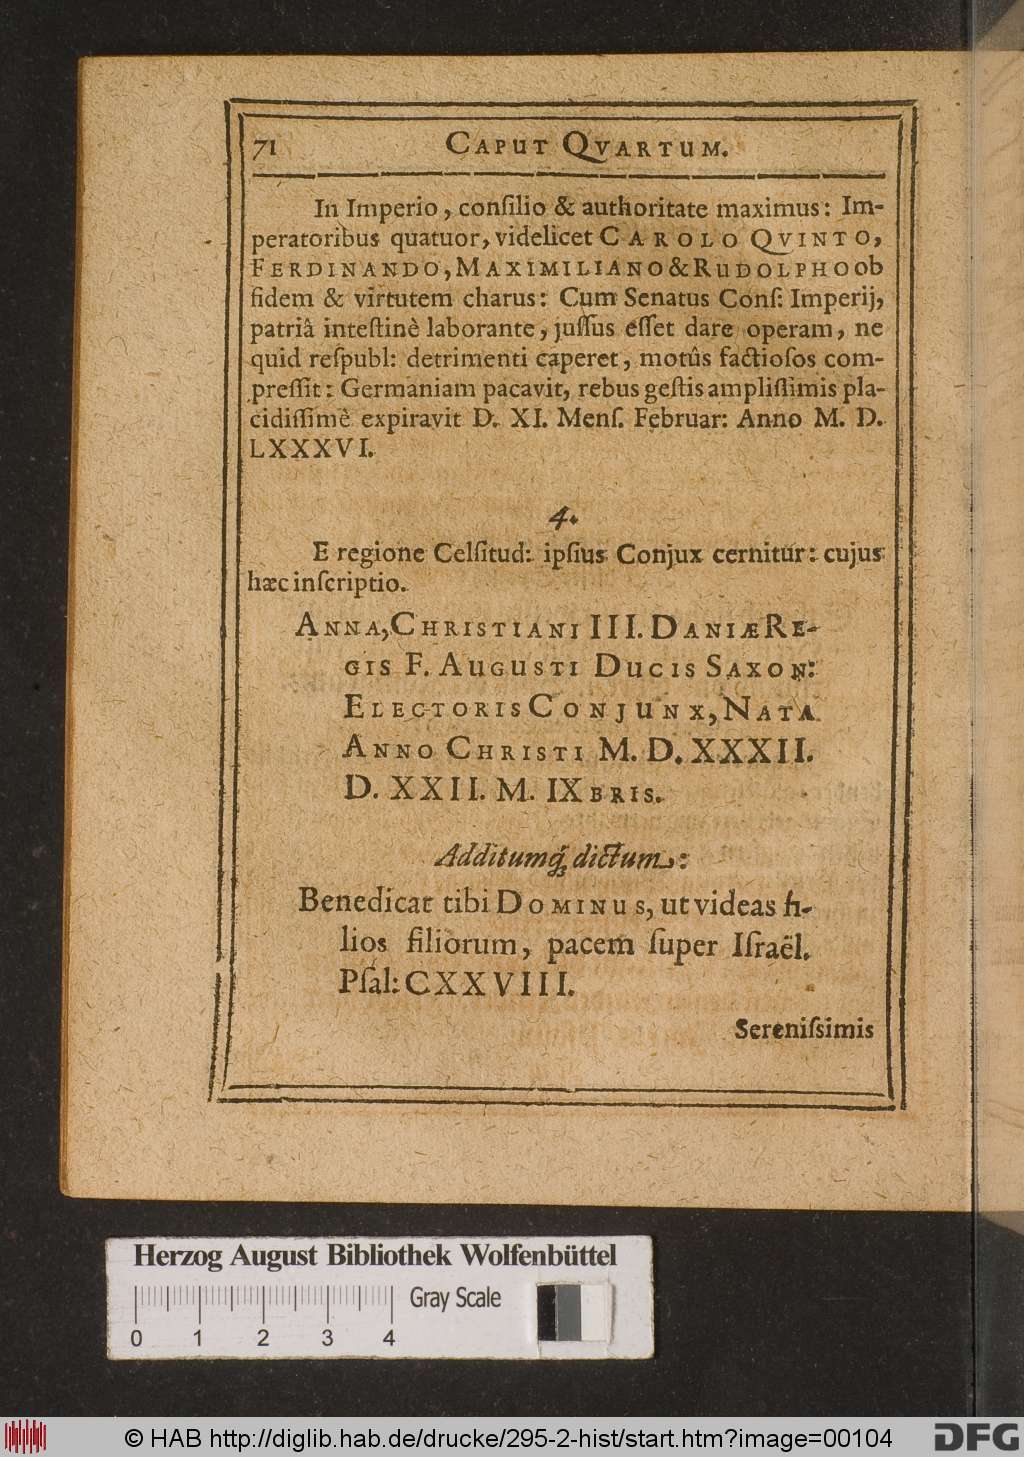 71 CAPUT QVARTUM.
In Imperio, conſilio & authoritate maximus: Im-
peratoribus quatuor, videlicet CAROLO QVINTO,
FERDINANDO, MAXIMILIANO & RUDOLPHO ob
fidem & virtutem charus: Cum Senatus Conſ: Imperij,
patriâ inteſtinè laborante, juſſus eſſet dare operam, ne
quid reſpubl: detrimenti caperet, motûs factioſos com-
preſſit: Germaniam pacavit, rebus geſtis ampliſſimis pla-
cidiſſimè expiravit D. XI. Menſ. Februar: Anno M. D.
LXXXVI.
4.
E regione Celſitud: ipſius Conjux cernitur: cujus
hæc inſcriptio.
ANNA, CHRISTIANI III. DANIÆ RE-
GIS F. AUGUSTI DUCIS SAXON:
ELECTORIS CONJUNX, NATA
ANNO CHRISTI M. D. XXXII.
D. XXII. M. IXBRIS.
Additumq́; dictum:
Benedicat tibi DOMINUS, ut videas fi-
lios filiorum, pacem ſuper Iſraël.
Pſal: CXXVIII.
Sereniſsimis
Herzog August Bibliothek Wolfenbüttel
Gray Scale
0 1 2 3 4
© HAB http://diglib.hab.de/drucke/295-2-hist/start.htm?image=00104
DFG